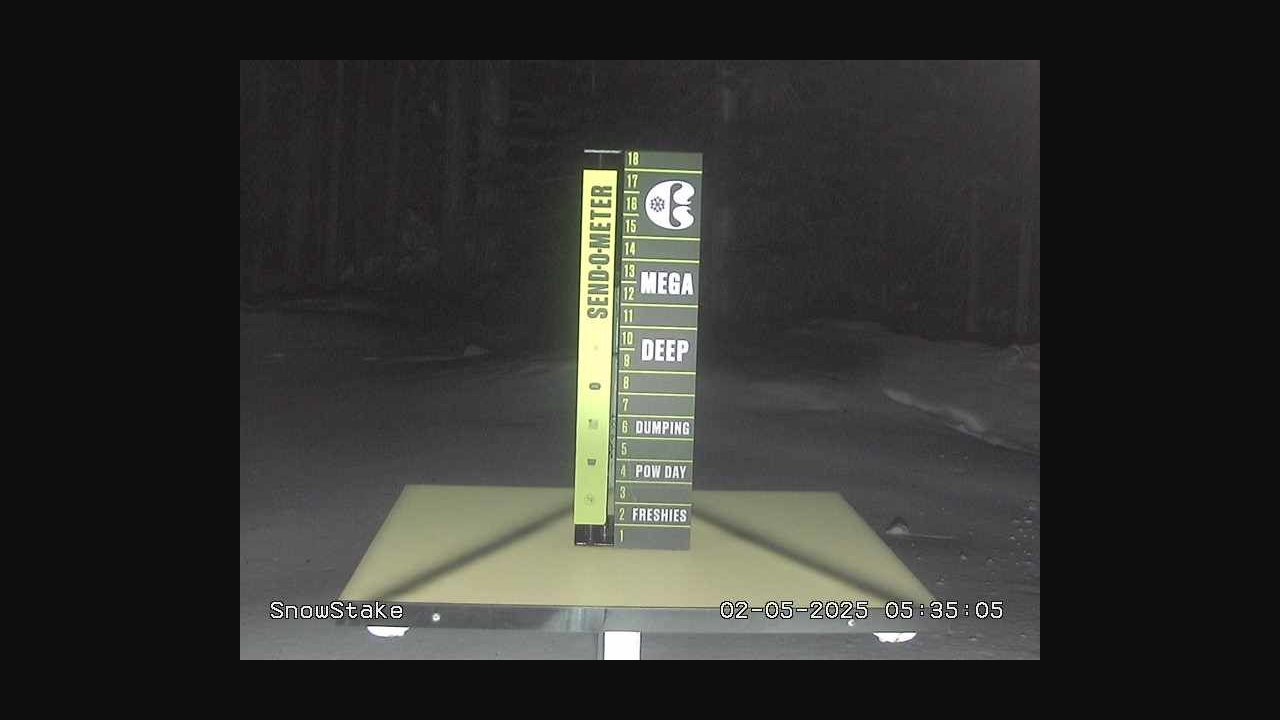 SEND·O·METER
18
17
16
15
14
13
MEGA
12
11
10
DEEP
9
8
7
6 DUMPING
5
4 POW DAY
3
2 FRESHIES
1
SnowStake
02-05-2025 05:35:05